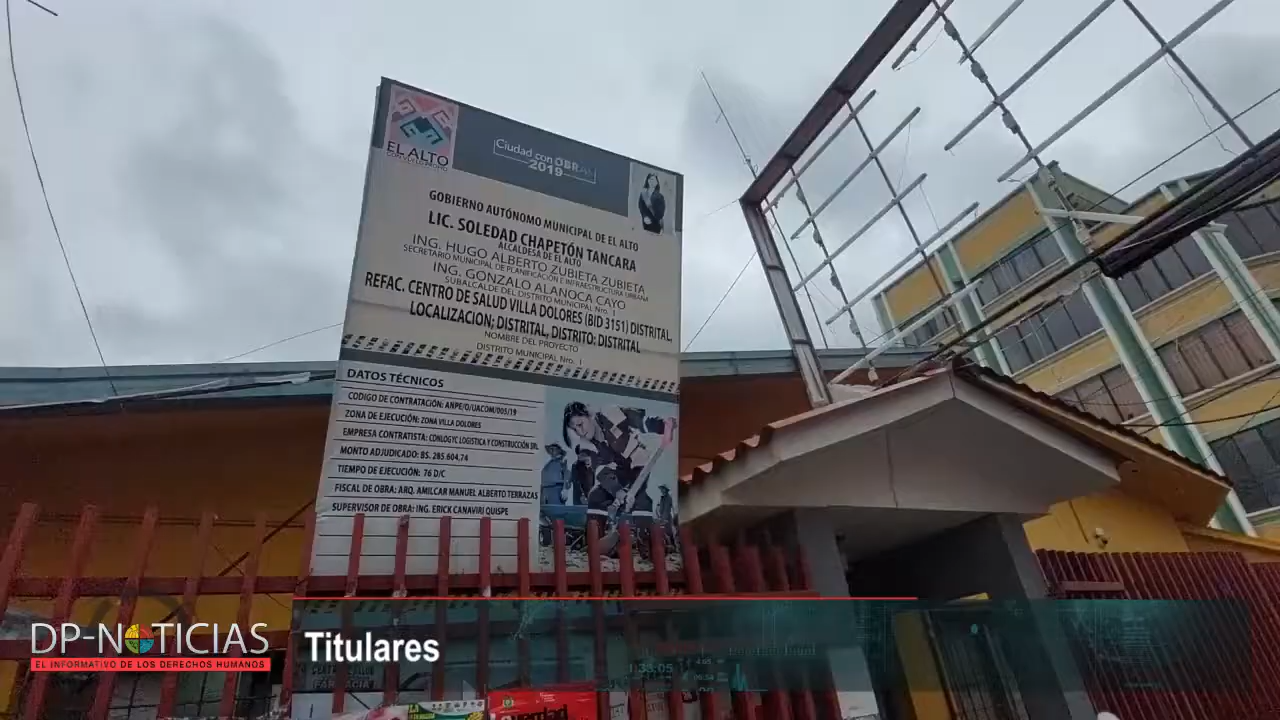 EL ALTO
Ciudad con OBRAS
2019
GOBIERNO AUTÓNOMO MUNICIPAL DE EL ALTO
LIC. SOLEDAD CHAPETÓN TANCARA
ALCALDESA DE EL ALTO
ING. HUGO ALBERTO ZUBIETA ZUBIETA
SECRETARIO MUNICIPAL DE PLANIFICACIÓN E INFRAESTRUCTURA URBANA
ING. GONZALO ALANOCA CAYO
SUBALCALDE DEL DISTRITO MUNICIPAL Nro. 1
REFAC. CENTRO DE SALUD VILLA DOLORES (BID 3151) DISTRITAL,
LOCALIZACION; DISTRITAL, DISTRITO: DISTRITAL
NOMBRE DEL PROYECTO
DISTRITO MUNICIPAL Nro. 1
DATOS TÉCNICOS
CODIGO DE CONTRATACIÓN: ANPE/O/UACOM/005/19
ZONA DE EJECUCIÓN: ZONA VILLA DOLORES
EMPRESA CONTRATISTA: CONLOGYC LOGISTICA Y CONSTRUCCIÓN SRL
MONTO ADJUDICADO: BS. 285 604,74
TIEMPO DE EJECUCIÓN: 76 D/C
FISCAL DE OBRA: ARQ. AMILCAR MANUEL ALBERTO TERRAZAS
SUPERVISOR DE OBRA: ING. ERICK CANAVIRI QUISPE
DP-NOTICIAS
EL INFORMATIVO DE LOS DERECHOS HUMANOS
Titulares
FARMACIA